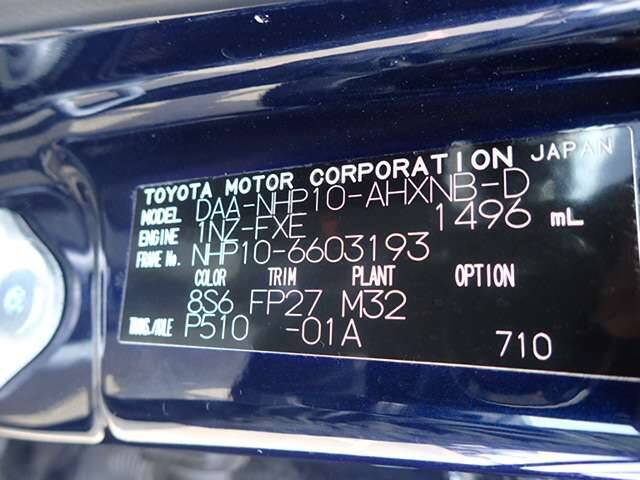 TOYOTA MOTOR CORPORATION JAPAN
MODEL DAA-NHP10-AHXNB-D
ENGINE 1NZ-FXE 1496 mL
FRAME No. NHP10-6603193
COLOR TRIM PLANT OPTION
8S6 FP27 M32
TRANS./AXLE P510 -01A 710